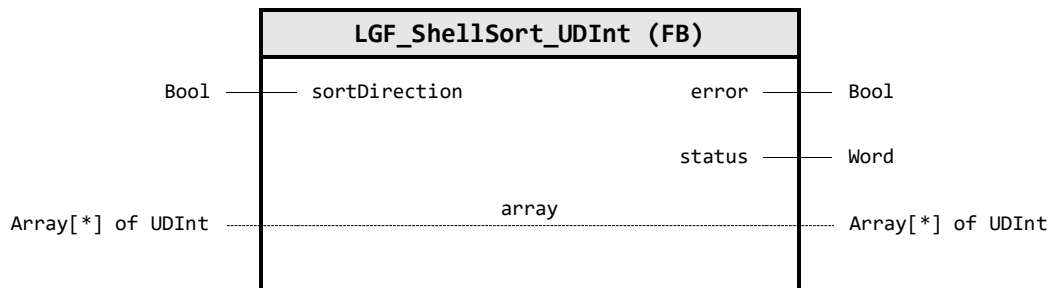 LGF_ShellSort_UDInt (FB)
Bool sortDirection error Bool
status Word
array
Array[*] of UDInt Array[*] of UDInt